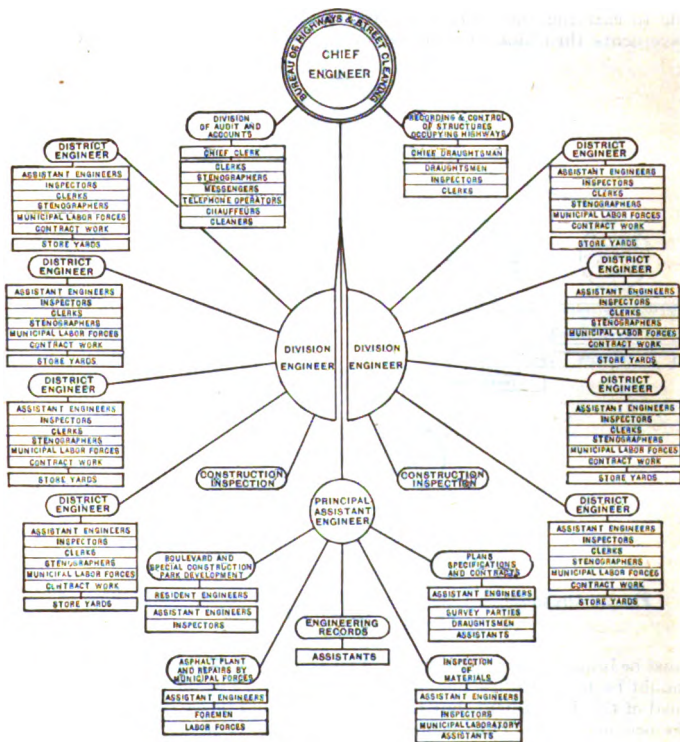 BUREAU OF HIGHWAYS & STREET CLEANING
CHIEF
ENGINEER
DIVISION
OF AUDIT AND
ACCOUNTS
CHIEF CLERK
CLERKS
STENOGRAPHERS
MESSENGERS
TELEPHONE OPERATORS
CHAUFFEURS
CLEANERS
RECORDING & CONTROL
OF STRUCTURES
OCCUPYING HIGHWAYS
CHIEF DRAUGHTSMAN
DRAUGHTSMEN
INSPECTORS
CLERKS
DISTRICT
ENGINEER
ASSISTANT ENGINEERS
INSPECTORS
CLERKS
STENOGRAPHERS
MUNICIPAL LABOR FORCES
CONTRACT WORK
STORE YARDS
DISTRICT
ENGINEER
ASSISTANT ENGINEERS
INSPECTORS
CLERKS
STENOGRAPHERS
MUNICIPAL LABOR FORCES
CONTRACT WORK
STORE YARDS
DISTRICT
ENGINEER
ASSISTANT ENGINEERS
INSPECTORS
CLERKS
STENOGRAPHERS
MUNICIPAL LABOR FORCES
CONTRACT WORK
STORE YARDS
DISTRICT
ENGINEER
ASSISTANT ENGINEERS
INSPECTORS
CLERKS
STENOGRAPHERS
MUNICIPAL LABOR FORCES
CONTRACT WORK
STORE YARDS
DIVISION
ENGINEER
DIVISION
ENGINEER
DISTRICT
ENGINEER
ASSISTANT ENGINEERS
INSPECTORS
CLERKS
STENOGRAPHERS
MUNICIPAL LABOR FORCES
CONTRACT WORK
STORE YARDS
DISTRICT
ENGINEER
ASSISTANT ENGINEERS
INSPECTORS
CLERKS
STENOGRAPHERS
MUNICIPAL LABOR FORCES
CONTRACT WORK
STORE YARDS
CONSTRUCTION
INSPECTION
CONSTRUCTION
INSPECTION
PRINCIPAL
ASSISTANT
ENGINEER
DISTRICT
ENGINEER
ASSISTANT ENGINEERS
INSPECTORS
CLERKS
STENOGRAPHERS
MUNICIPAL LABOR FORCES
CONTRACT WORK
STORE YARDS
DISTRICT
ENGINEER
ASSISTANT ENGINEERS
INSPECTORS
CLERKS
STENOGRAPHERS
MUNICIPAL LABOR FORCES
CONTRACT WORK
STORE YARDS
BOULEVARD AND
SPECIAL CONSTRUCTION
PARK DEVELOPMENT
RESIDENT ENGINEERS
ASSISTANT ENGINEERS
INSPECTORS
PLANS
SPECIFICATIONS
AND CONTRACTS
ASSISTANT ENGINEERS
SURVEY PARTIES
DRAUGHTSMEN
ASSISTANTS
ENGINEERING
RECORDS
ASSISTANTS
ASPHALT PLANT
AND REPAIRS BY
MUNICIPAL FORCES
ASSISTANT ENGINEERS
FOREMEN
LABOR FORCES
INSPECTION
OF
MATERIALS
ASSISTANT ENGINEERS
INSPECTORS
MUNICIPAL LABORATORY
ASSISTANTS